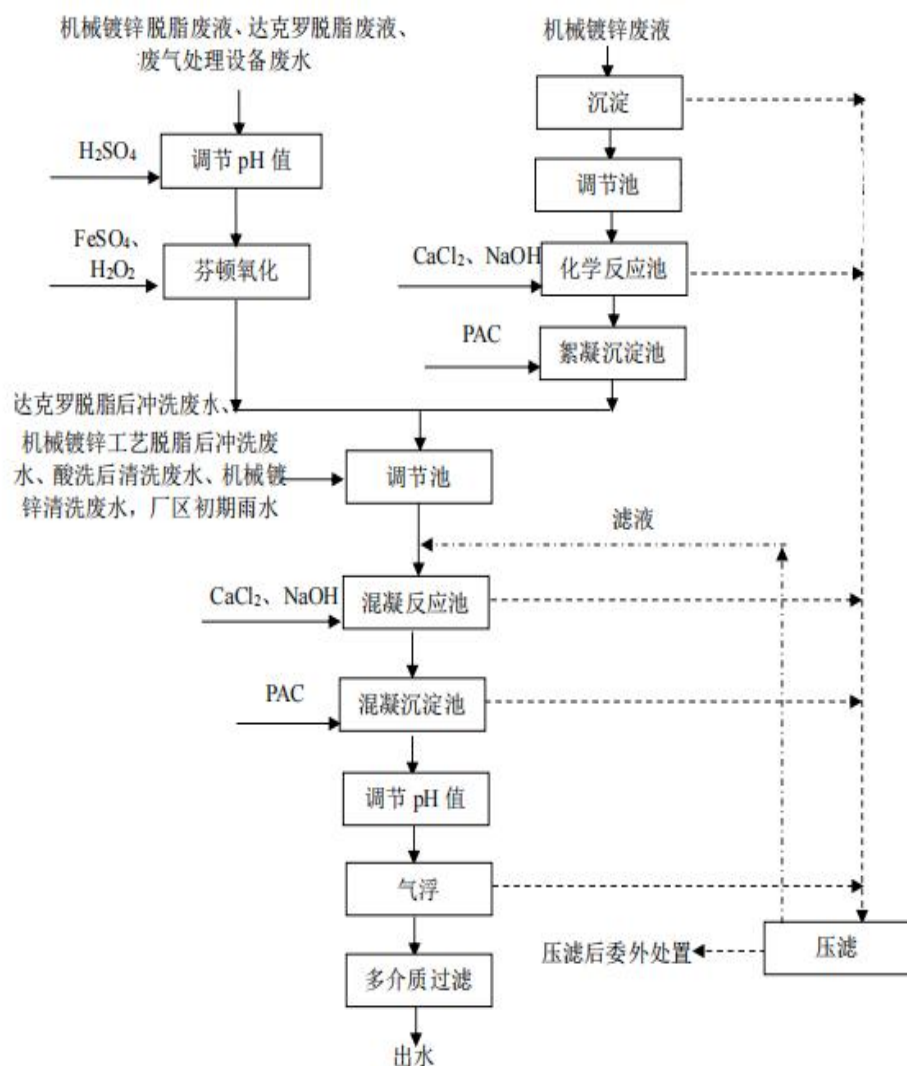 机械镀锌脱脂废液、达克罗脱脂废液、
废气处理设备废水
机械镀锌废液
沉淀
H₂SO₄
调节 pH 值
调节池
FeSO₄、
H₂O₂
芬顿氧化
CaCl₂、NaOH
化学反应池
PAC
絮凝沉淀池
达克罗脱脂后冲洗废水、
机械镀锌工艺脱脂后冲洗废
水、酸洗后清洗废水、机械镀
锌清洗废水，厂区初期雨水
调节池
滤液
CaCl₂、NaOH
混凝反应池
PAC
混凝沉淀池
调节 pH 值
气浮
压滤后委外处置
压滤
多介质过滤
出水